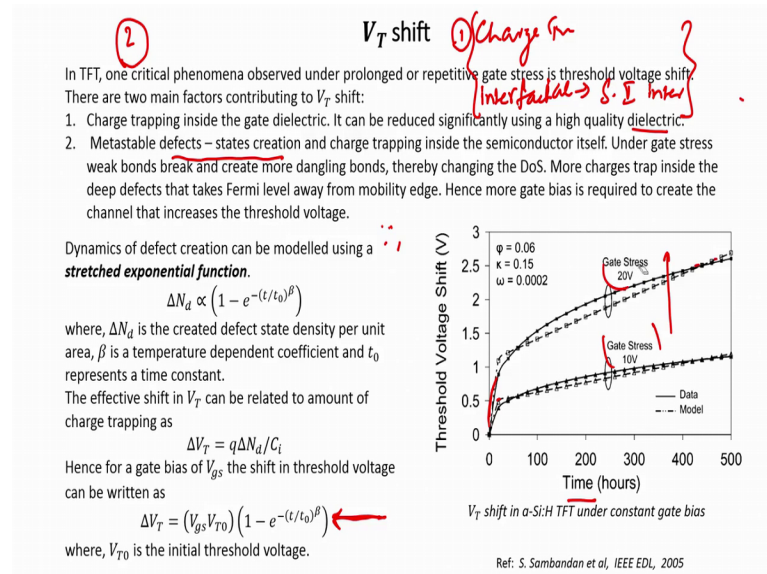 ②
V_T shift
① Charge Tr
Interfacial → S. I Inter
In TFT, one critical phenomena observed under prolonged or repetitive gate stress is threshold voltage shift.
There are two main factors contributing to V_T shift:
1. Charge trapping inside the gate dielectric. It can be reduced significantly using a high quality dielectric.
2. Metastable defects – states creation and charge trapping inside the semiconductor itself. Under gate stress
weak bonds break and create more dangling bonds, thereby changing the DoS. More charges trap inside the
deep defects that takes Fermi level away from mobility edge. Hence more gate bias is required to create the
channel that increases the threshold voltage.
Dynamics of defect creation can be modelled using a
stretched exponential function.
ΔN_d ∝ (1 − e^{−(t/t_0)^β})
where, ΔN_d is the created defect state density per unit
area, β is a temperature dependent coefficient and t_0
represents a time constant.
The effective shift in V_T can be related to amount of
charge trapping as
ΔV_T = qΔN_d/C_i
Hence for a gate bias of V_gs the shift in threshold voltage
can be written as
ΔV_T = (V_gs V_T0)(1 − e^{−(t/t_0)^β})
where, V_T0 is the initial threshold voltage.
Threshold Voltage Shift (V)
3
2.5
2
1.5
1
0.5
0
φ = 0.06
κ = 0.15
ω = 0.0002
Gate Stress
20V
Gate Stress
10V
Data
Model
0 100 200 300 400 500
Time (hours)
V_T shift in a-Si:H TFT under constant gate bias
Ref: S. Sambandan et al, IEEE EDL, 2005